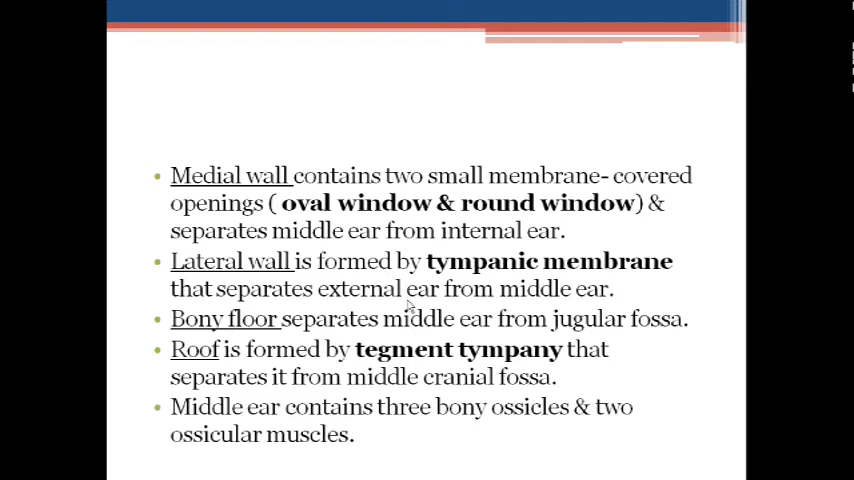 • Medial wall contains two small membrane- covered
openings ( oval window & round window) &
separates middle ear from internal ear.
• Lateral wall is formed by tympanic membrane
that separates external ear from middle ear.
• Bony floor separates middle ear from jugular fossa.
• Roof is formed by tegment tympany that
separates it from middle cranial fossa.
• Middle ear contains three bony ossicles & two
ossicular muscles.